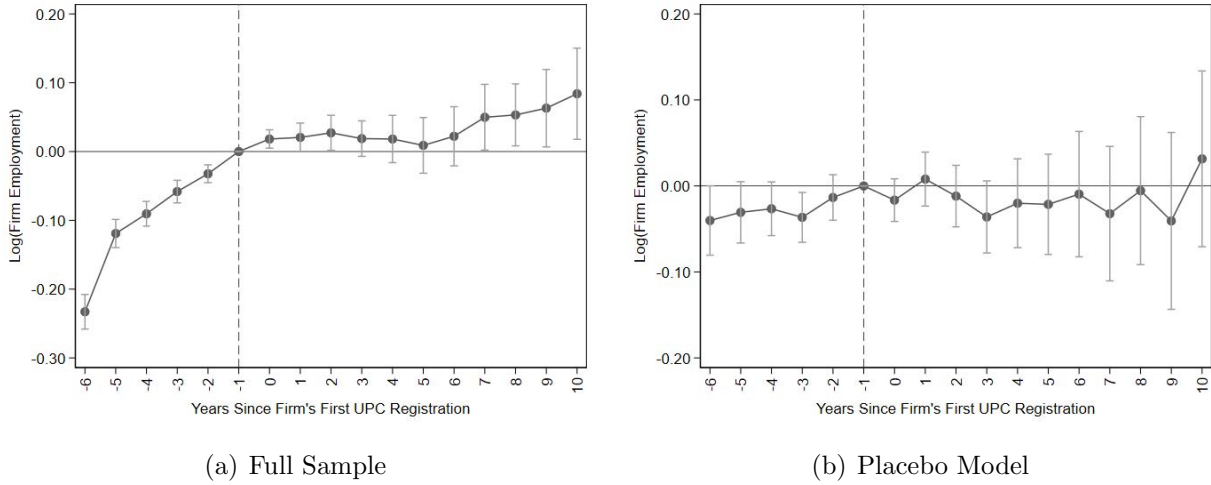 0.20
0.10
0.00
-0.10
-0.20
-0.30
Log(Firm Employment)
-6 -5 -4 -3 -2 -1 0 1 2 3 4 5 6 7 8 9 10
Years Since Firm's First UPC Registration
(a) Full Sample
0.20
0.10
0.00
-0.10
-0.20
Log(Firm Employment)
-6 -5 -4 -3 -2 -1 0 1 2 3 4 5 6 7 8 9 10
Years Since Firm's First UPC Registration
(b) Placebo Model